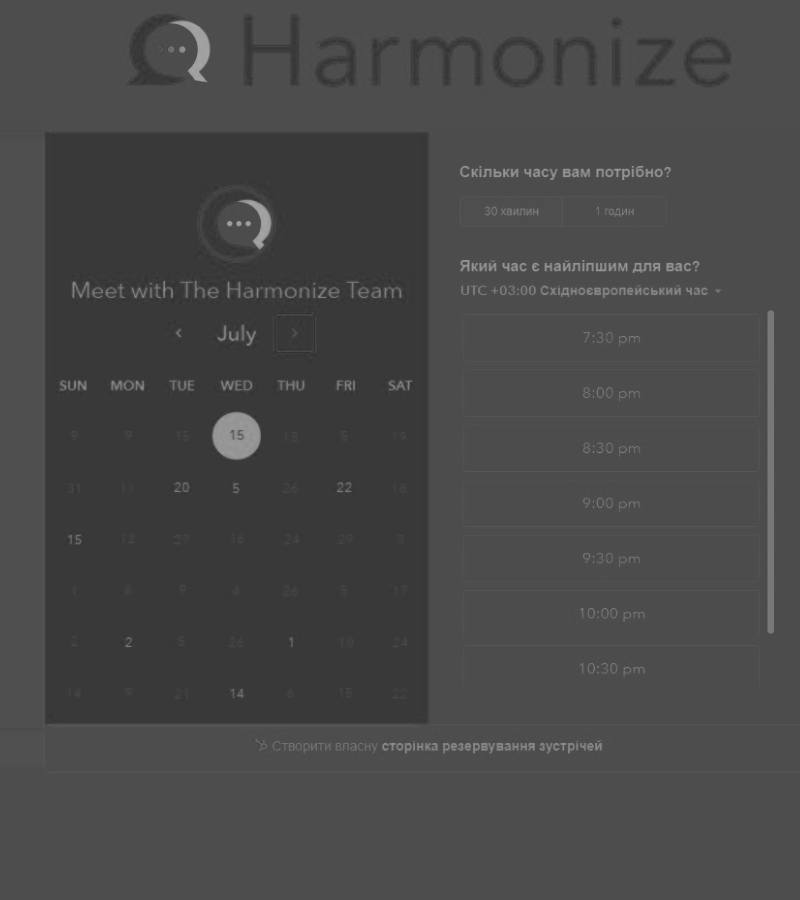 Harmonize
Meet with The Harmonize Team
July
SUN MON TUE WED THU FRI SAT
9 9 15 15 18 5 19
31 11 20 5 26 22 18
15 12 27 16 24 29
1 8 9 4 26 17
2 2 5 26 1 10 24
14 9 21 14 6 15 22
Скільки часу вам потрібно?
30 хвилин 1 годин
Який час є найліпшим для вас?
UTC +03:00 Східноєвропейський час
7:30 pm
8:00 pm
8:30 pm
9:00 pm
9:30 pm
10:00 pm
10:30 pm
Створити власну сторінка резервування зустрічей